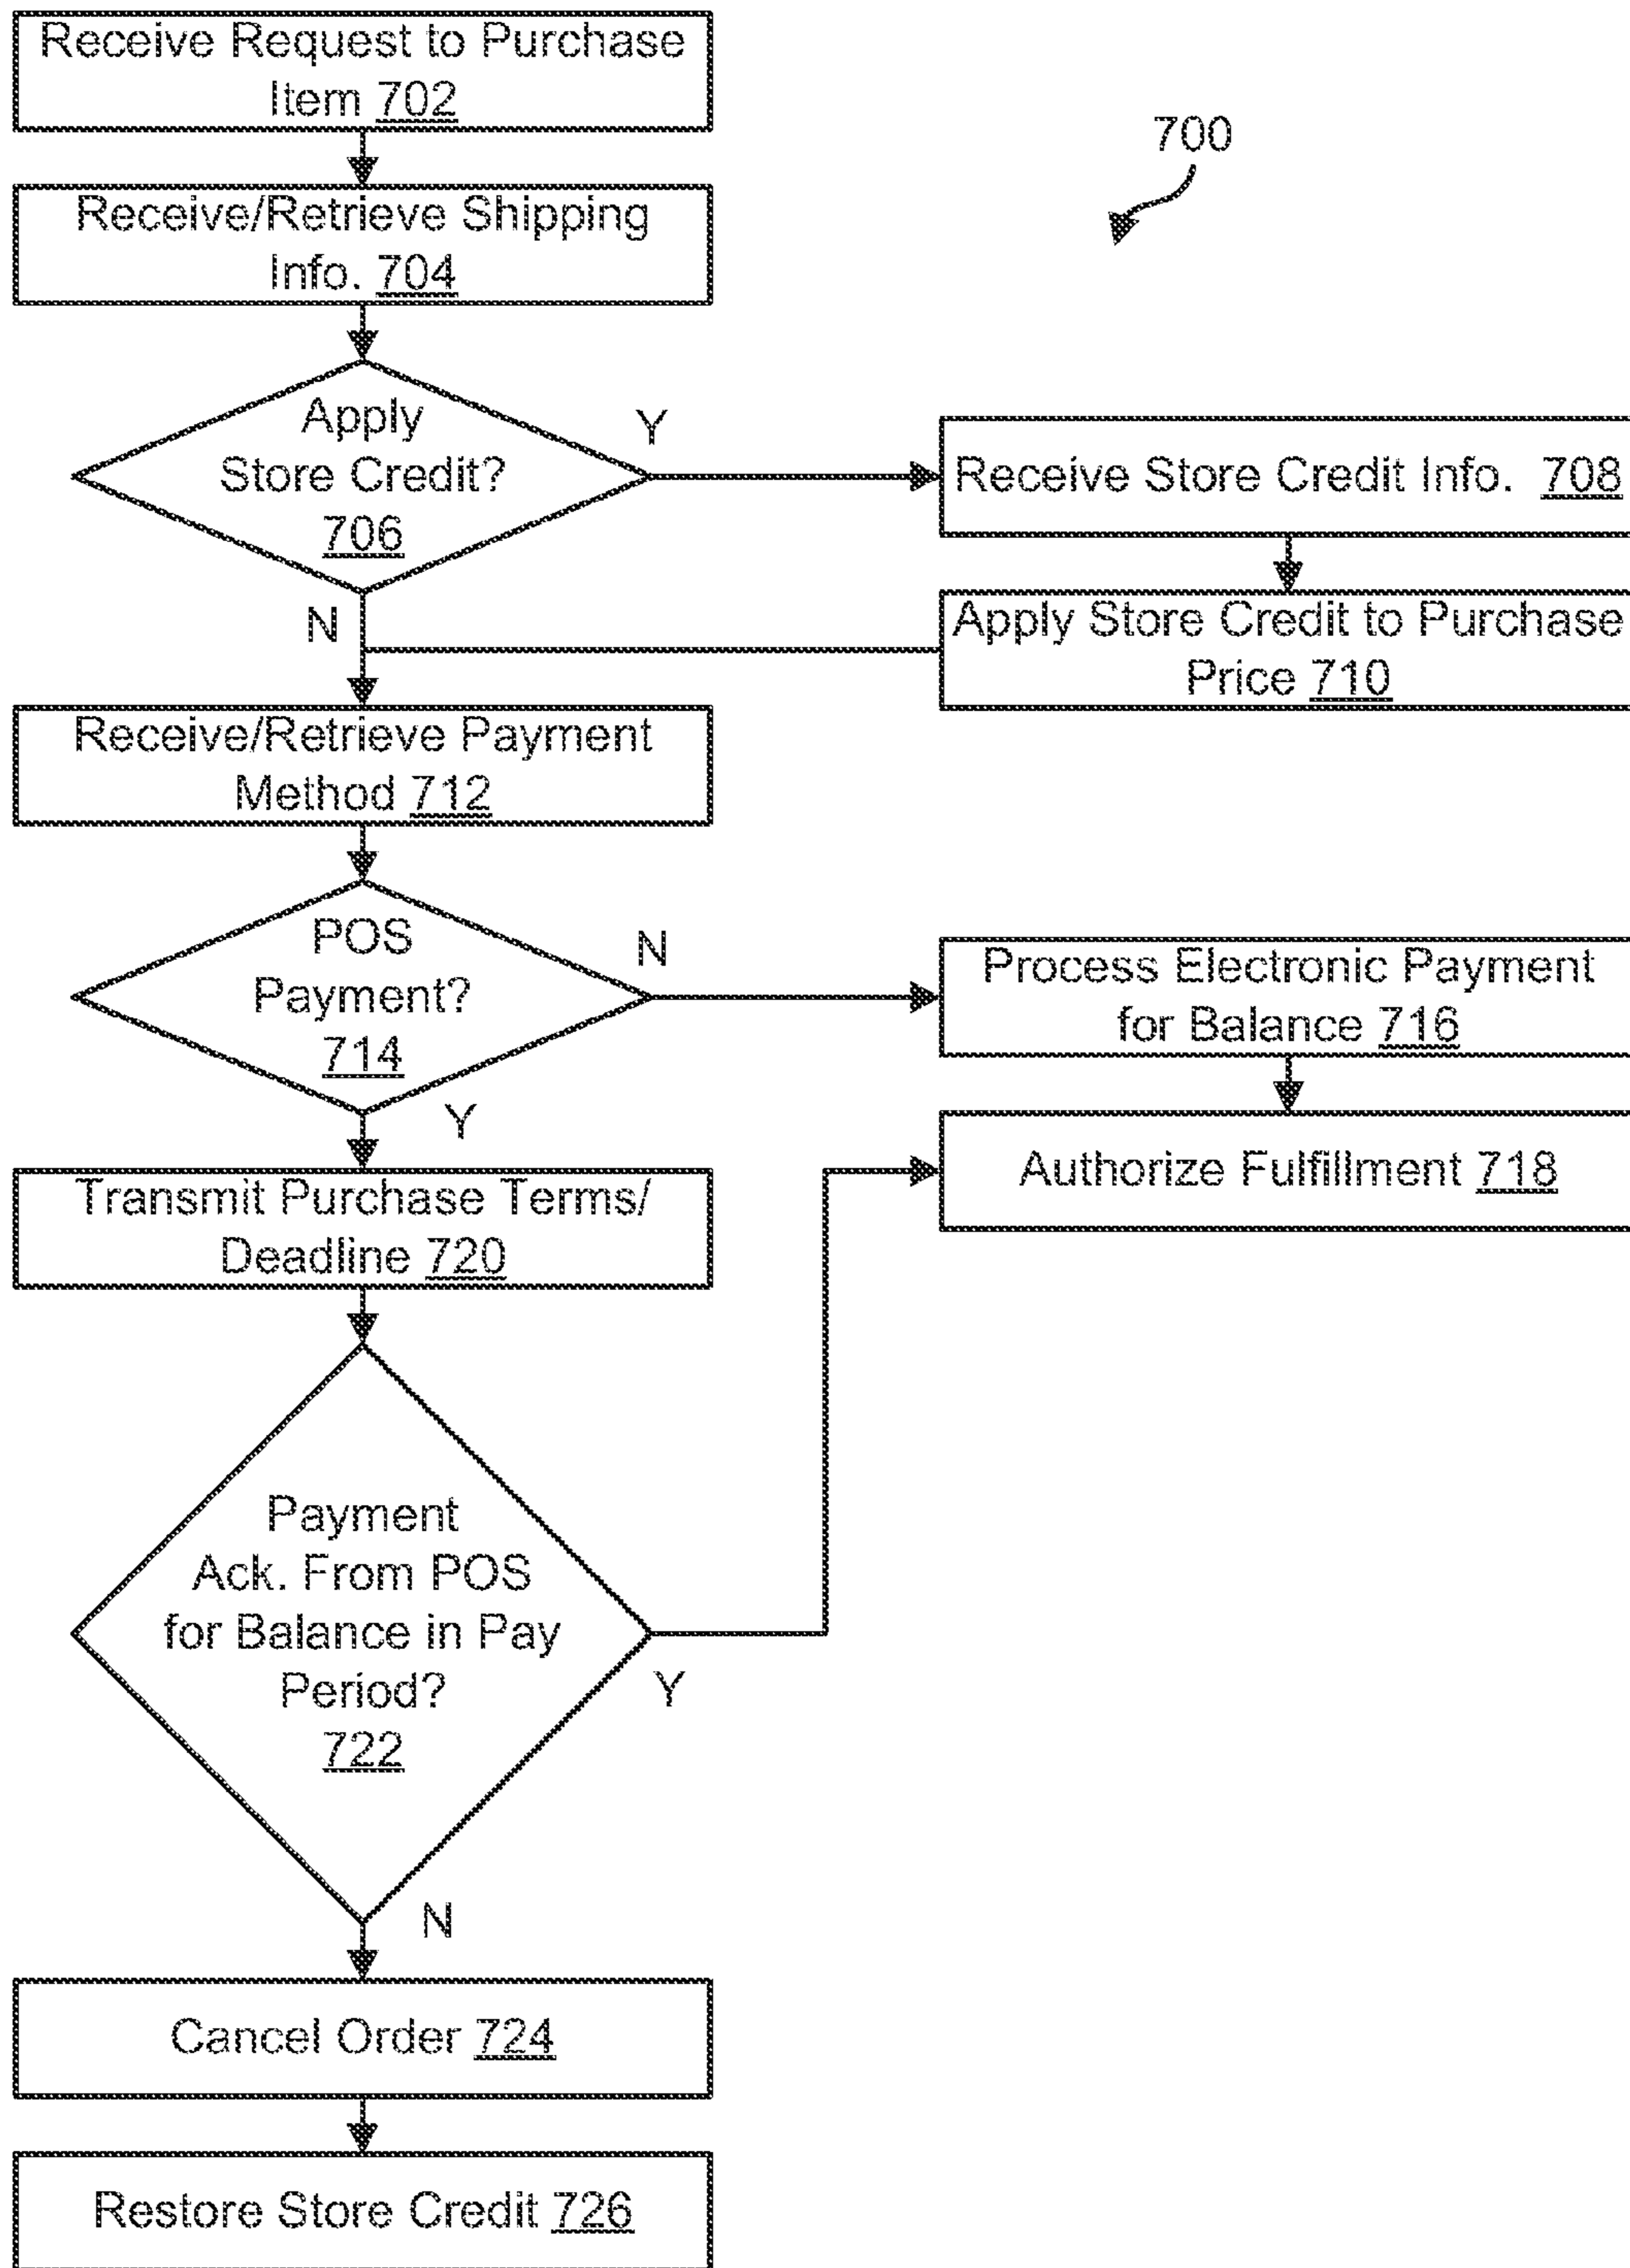 Receive Request to Purchase
Item 702
700
Receive/Retrieve Shipping
Info. 704
Apply
Store Credit?
706
Y
N
Receive Store Credit Info. 708
Apply Store Credit to Purchase
Price 710
Receive/Retrieve Payment
Method 712
POS
Payment?
714
N
Y
Process Electronic Payment
for Balance 716
Authorize Fulfillment 718
Transmit Purchase Terms/
Deadline 720
Payment
Ack. From POS
for Balance in Pay
Period?
722
Y
N
Cancel Order 724
Restore Store Credit 726